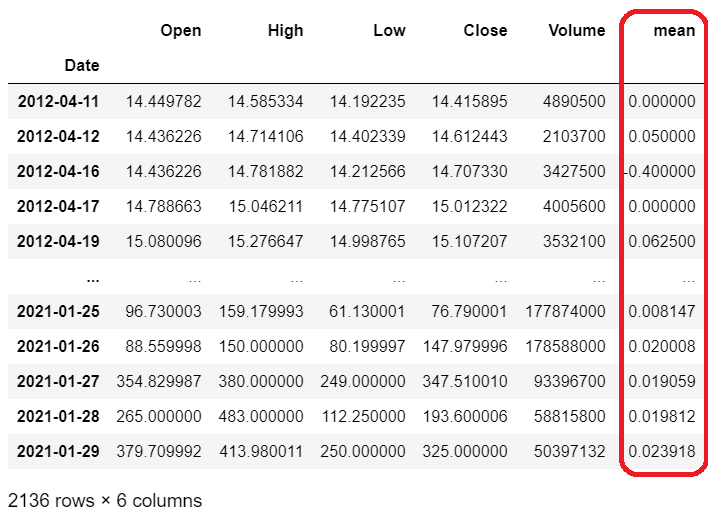 Open High Low Close Volume mean
Date
2012-04-11 14.449782 14.585334 14.192235 14.415895 4890500 0.000000
2012-04-12 14.436226 14.714106 14.402339 14.612443 2103700 0.050000
2012-04-16 14.436226 14.781882 14.212566 14.707330 3427500 -0.400000
2012-04-17 14.788663 15.046211 14.775107 15.012322 4005600 0.000000
2012-04-19 15.080096 15.276647 14.998765 15.107207 3532100 0.062500
... ... ... ... ... ... ...
2021-01-25 96.730003 159.179993 61.130001 76.790001 177874000 0.008147
2021-01-26 88.559998 150.000000 80.199997 147.979996 178588000 0.020008
2021-01-27 354.829987 380.000000 249.000000 347.510010 93396700 0.019059
2021-01-28 265.000000 483.000000 112.250000 193.600006 58815800 0.019812
2021-01-29 379.709992 413.980011 250.000000 325.000000 50397132 0.023918
2136 rows × 6 columns